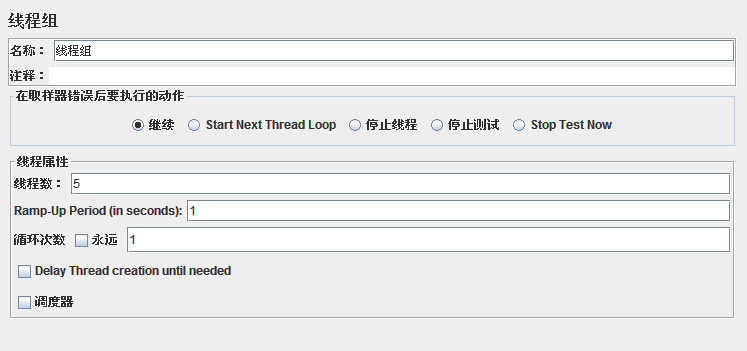 线程组
名称： 线程组
注释：
在取样器错误后要执行的动作
继续 Start Next Thread Loop 停止线程 停止测试 Stop Test Now
线程属性
线程数： 5
Ramp-Up Period (in seconds): 1
循环次数 永远 1
Delay Thread creation until needed
调度器